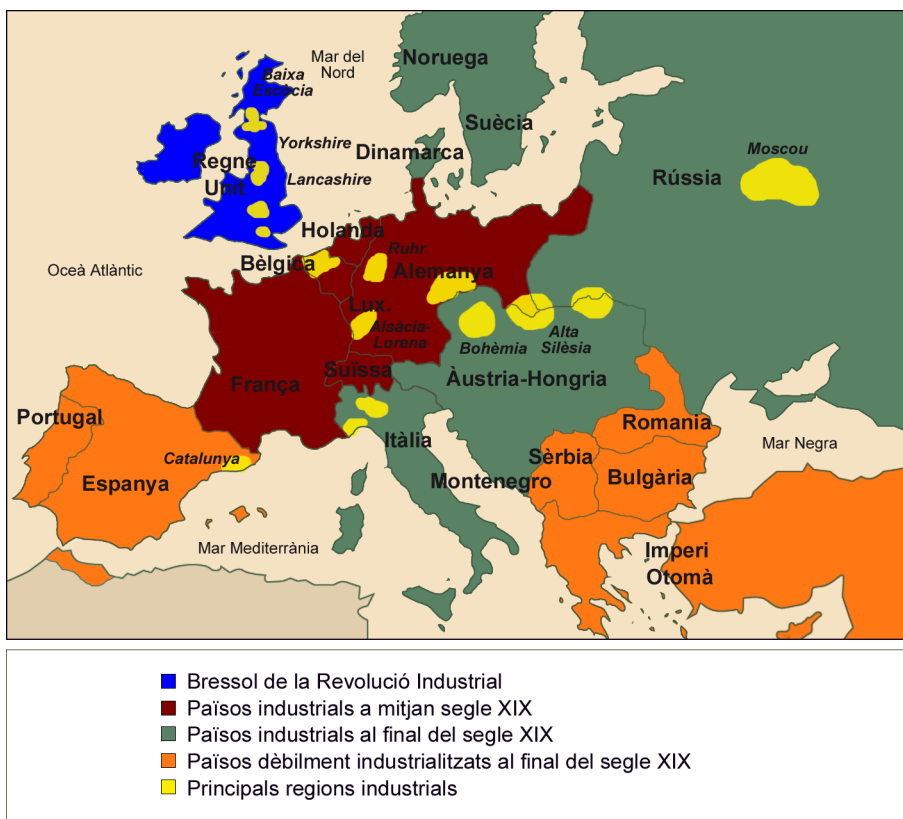 Mar del
Nord
Noruega
Baixa
Escòcia
Suècia
Yorkshire
Dinamarca
Moscou
Regne
Unit
Lancashire
Rússia
Holanda
Oceà Atlàntic
Bèlgica
Ruhr
Alemanya
Lux.
Alsàcia-
Lorena
Bohèmia
Alta
Silèsia
França
Suïssa
Àustria-Hongria
Portugal
Romania
Itàlia
Mar Negra
Catalunya
Sèrbia
Espanya
Montenegro
Bulgària
Mar Mediterrània
Imperi
Otomà
Bressol de la Revolució Industrial
Països industrials a mitjan segle XIX
Països industrials al final del segle XIX
Països dèbilment industrialitzats al final del segle XIX
Principals regions industrials